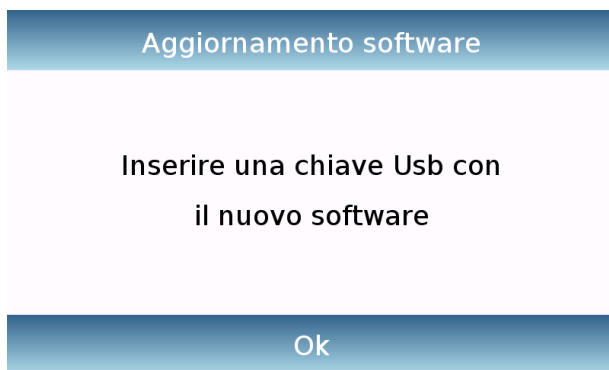 Aggiornamento software
Inserire una chiave Usb con
il nuovo software
Ok